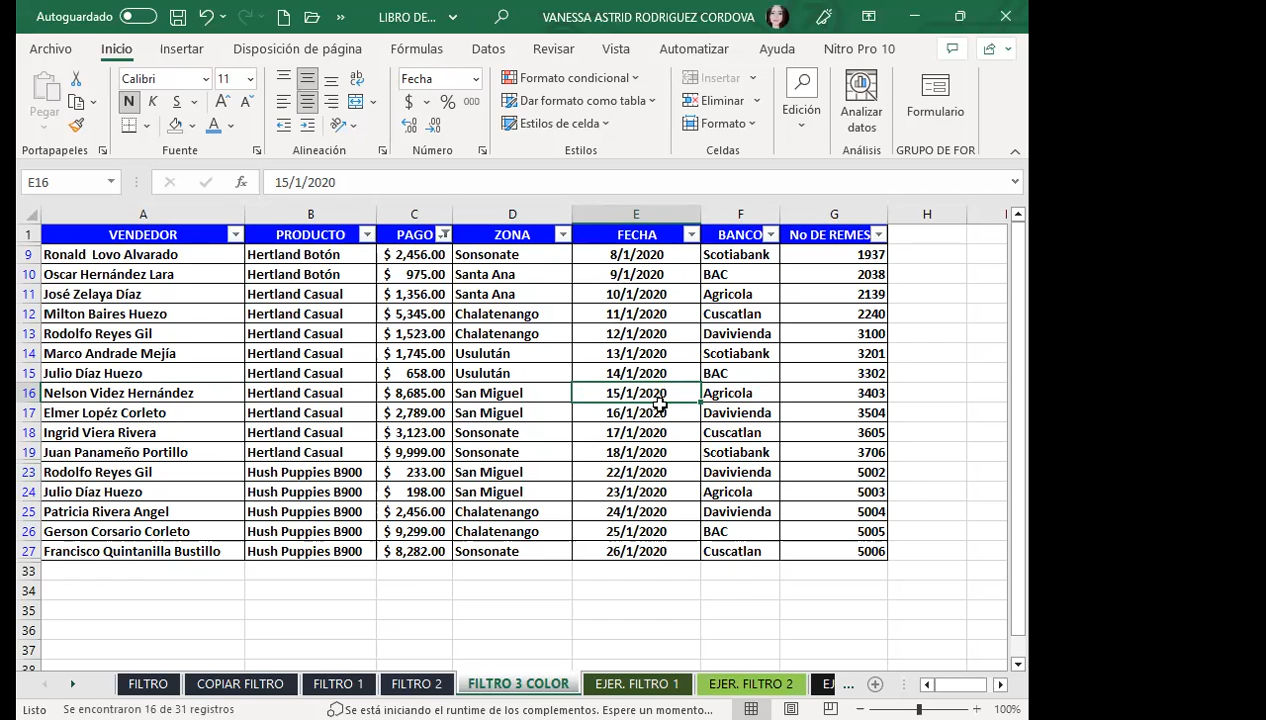 Autoguardado LIBRO DE... VANESSA ASTRID RODRIGUEZ CORDOVA
Archivo Inicio Insertar Disposición de página Fórmulas Datos Revisar Vista Automatizar Ayuda Nitro Pro 10
Pegar Calibri 11 Fecha Formato condicional Insertar Edición Analizar datos Formulario
N K S $ % 000 Dar formato como tabla Eliminar
Estilos de celda Formato
Portapapeles Fuente Alineación Número Estilos Celdas Análisis GRUPO DE FOR
E16 fx 15/1/2020
A B C D E F G H I
1 VENDEDOR PRODUCTO PAGO ZONA FECHA BANCO No DE REMES
9 Ronald Lovo Alvarado Hertland Botón $ 2,456.00 Sonsonate 8/1/2020 Scotiabank 1937
10 Oscar Hernández Lara Hertland Botón $ 975.00 Santa Ana 9/1/2020 BAC 2038
11 José Zelaya Díaz Hertland Casual $ 1,356.00 Santa Ana 10/1/2020 Agricola 2139
12 Milton Baires Huezo Hertland Casual $ 5,345.00 Chalatenango 11/1/2020 Cuscatlan 2240
13 Rodolfo Reyes Gil Hertland Casual $ 1,523.00 Chalatenango 12/1/2020 Davivienda 3100
14 Marco Andrade Mejía Hertland Casual $ 1,745.00 Usulután 13/1/2020 Scotiabank 3201
15 Julio Díaz Huezo Hertland Casual $ 658.00 Usulután 14/1/2020 BAC 3302
16 Nelson Videz Hernández Hertland Casual $ 8,685.00 San Miguel 15/1/2020 Agricola 3403
17 Elmer Lopéz Corleto Hertland Casual $ 2,789.00 San Miguel 16/1/2020 Davivienda 3504
18 Ingrid Viera Rivera Hertland Casual $ 3,123.00 Sonsonate 17/1/2020 Cuscatlan 3605
19 Juan Panameño Portillo Hertland Casual $ 9,999.00 Sonsonate 18/1/2020 Scotiabank 3706
23 Rodolfo Reyes Gil Hush Puppies B900 $ 233.00 San Miguel 22/1/2020 Davivienda 5002
24 Julio Díaz Huezo Hush Puppies B900 $ 198.00 San Miguel 23/1/2020 Agricola 5003
25 Patricia Rivera Angel Hush Puppies B900 $ 2,456.00 Chalatenango 24/1/2020 Davivienda 5004
26 Gerson Corsario Corleto Hush Puppies B900 $ 9,299.00 Chalatenango 25/1/2020 BAC 5005
27 Francisco Quintanilla Bustillo Hush Puppies B900 $ 8,282.00 Sonsonate 26/1/2020 Cuscatlan 5006
33
34
35
36
37
38
FILTRO COPIAR FILTRO FILTRO 1 FILTRO 2 FILTRO 3 COLOR EJER. FILTRO 1 EJER. FILTRO 2 EJ ...
Listo Se encontraron 16 de 31 registros Se está iniciando el runtime de los complementos. Espere un momento... 100%